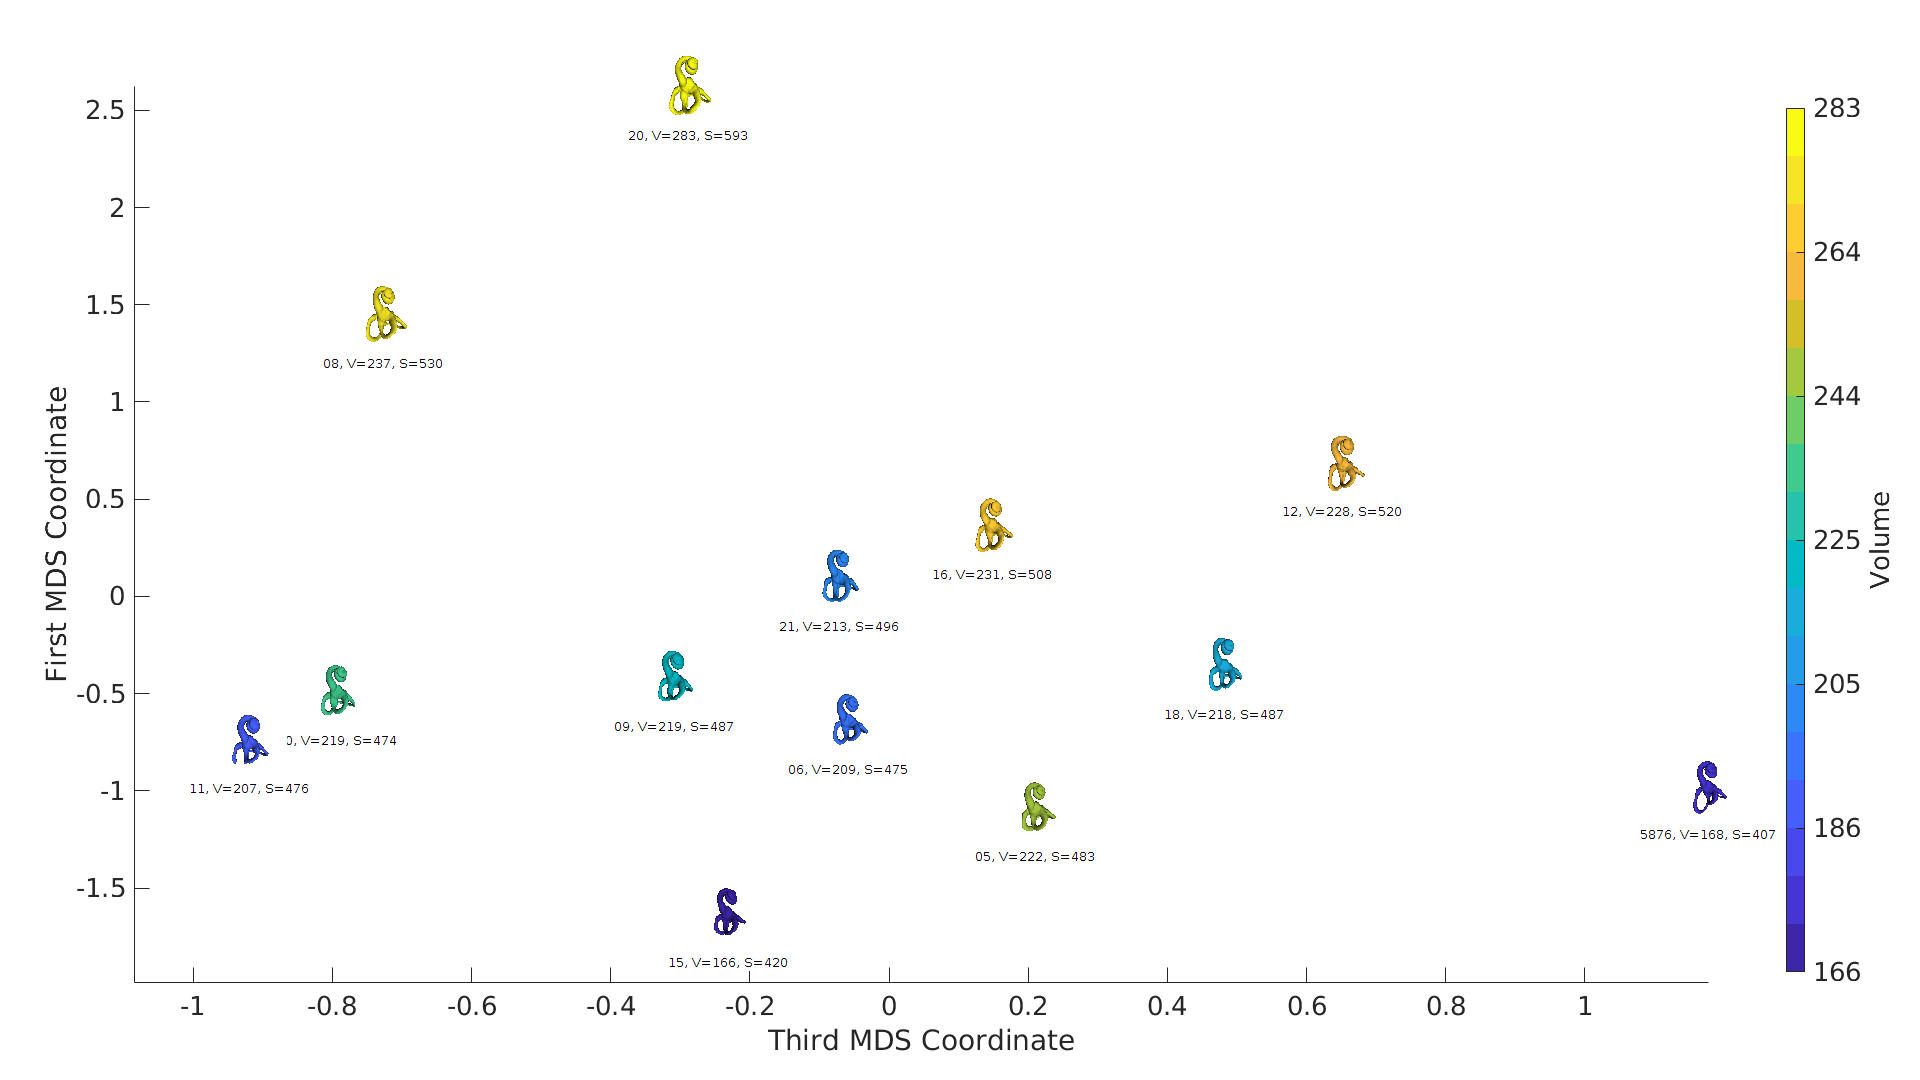 2.5
2
1.5
1
0.5
0
-0.5
-1
-1.5
First MDS Coordinate
20, V=283, S=593
08, V=237, S=530
12, V=228, S=520
16, V=231, S=508
21, V=213, S=496
18, V=218, S=487
09, V=219, S=487
0, V=219, S=474
06, V=209, S=475
11, V=207, S=476
5876, V=168, S=407
05, V=222, S=483
15, V=166, S=420
-1 -0.8 -0.6 -0.4 -0.2 0 0.2 0.4 0.6 0.8 1
Third MDS Coordinate
283
264
244
225
205
186
166
Volume